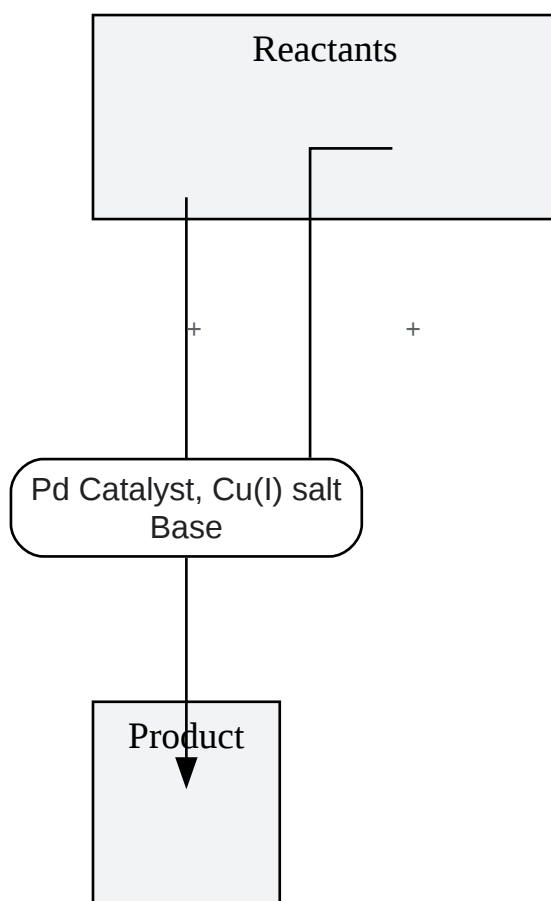 Reactants
+ +
Pd Catalyst, Cu(I) salt
Base
Product